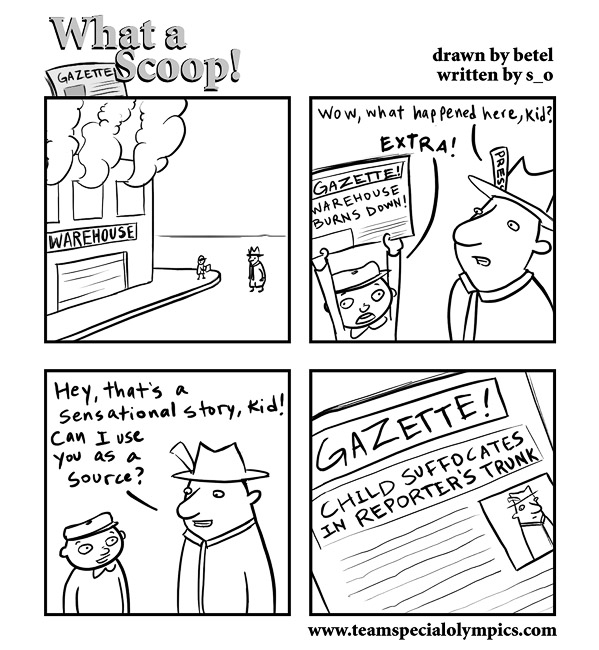 What a
Scoop!
GAZETTE
drawn by betel
written by s_o
WAREHOUSE
Wow, what happened here, kid?
EXTRA!
PRESS
GAZETTE!
WAREHOUSE
BURNS DOWN!
Hey, that's a
sensational story, kid!
Can I use
you as a
source?
GAZETTE!
CHILD SUFFOCATES
IN REPORTER'S TRUNK
www.teamspecialolympics.com